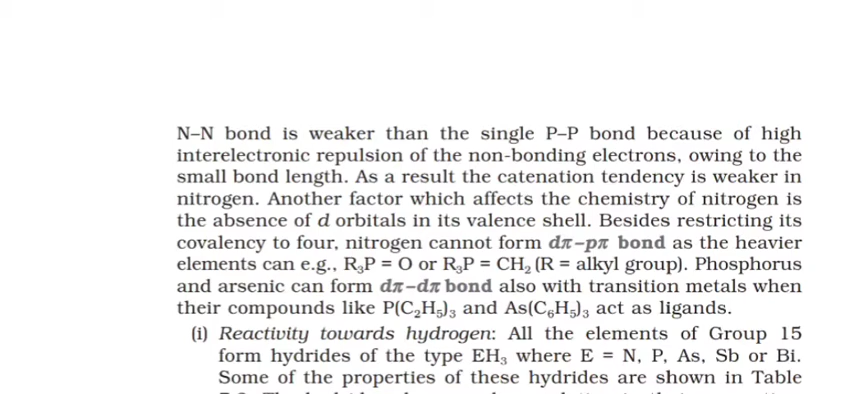 N–N bond is weaker than the single P–P bond because of high
interelectronic repulsion of the non-bonding electrons, owing to the
small bond length. As a result the catenation tendency is weaker in
nitrogen. Another factor which affects the chemistry of nitrogen is
the absence of d orbitals in its valence shell. Besides restricting its
covalency to four, nitrogen cannot form dπ–pπ bond as the heavier
elements can e.g., R₃P = O or R₃P = CH₂ (R = alkyl group). Phosphorus
and arsenic can form dπ–dπ bond also with transition metals when
their compounds like P(C₂H₅)₃ and As(C₆H₅)₃ act as ligands.
(i) Reactivity towards hydrogen: All the elements of Group 15
form hydrides of the type EH₃ where E = N, P, As, Sb or Bi.
Some of the properties of these hydrides are shown in Table